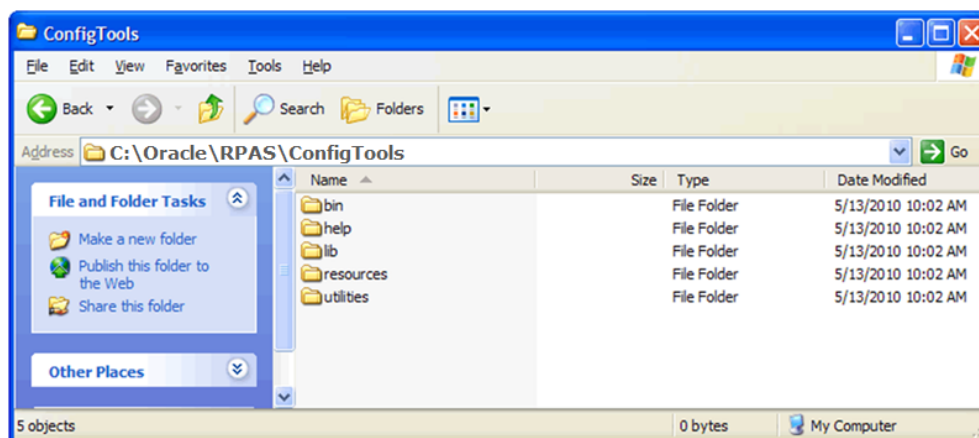 ConfigTools
File Edit View Favorites Tools Help
Back Search Folders
Address C:\Oracle\RPAS\ConfigTools Go
File and Folder Tasks
Make a new folder
Publish this folder to
the Web
Share this folder
Other Places
Name Size Type Date Modified
bin File Folder 5/13/2010 10:02 AM
help File Folder 5/13/2010 10:02 AM
lib File Folder 5/13/2010 10:02 AM
resources File Folder 5/13/2010 10:02 AM
utilities File Folder 5/13/2010 10:02 AM
5 objects 0 bytes My Computer